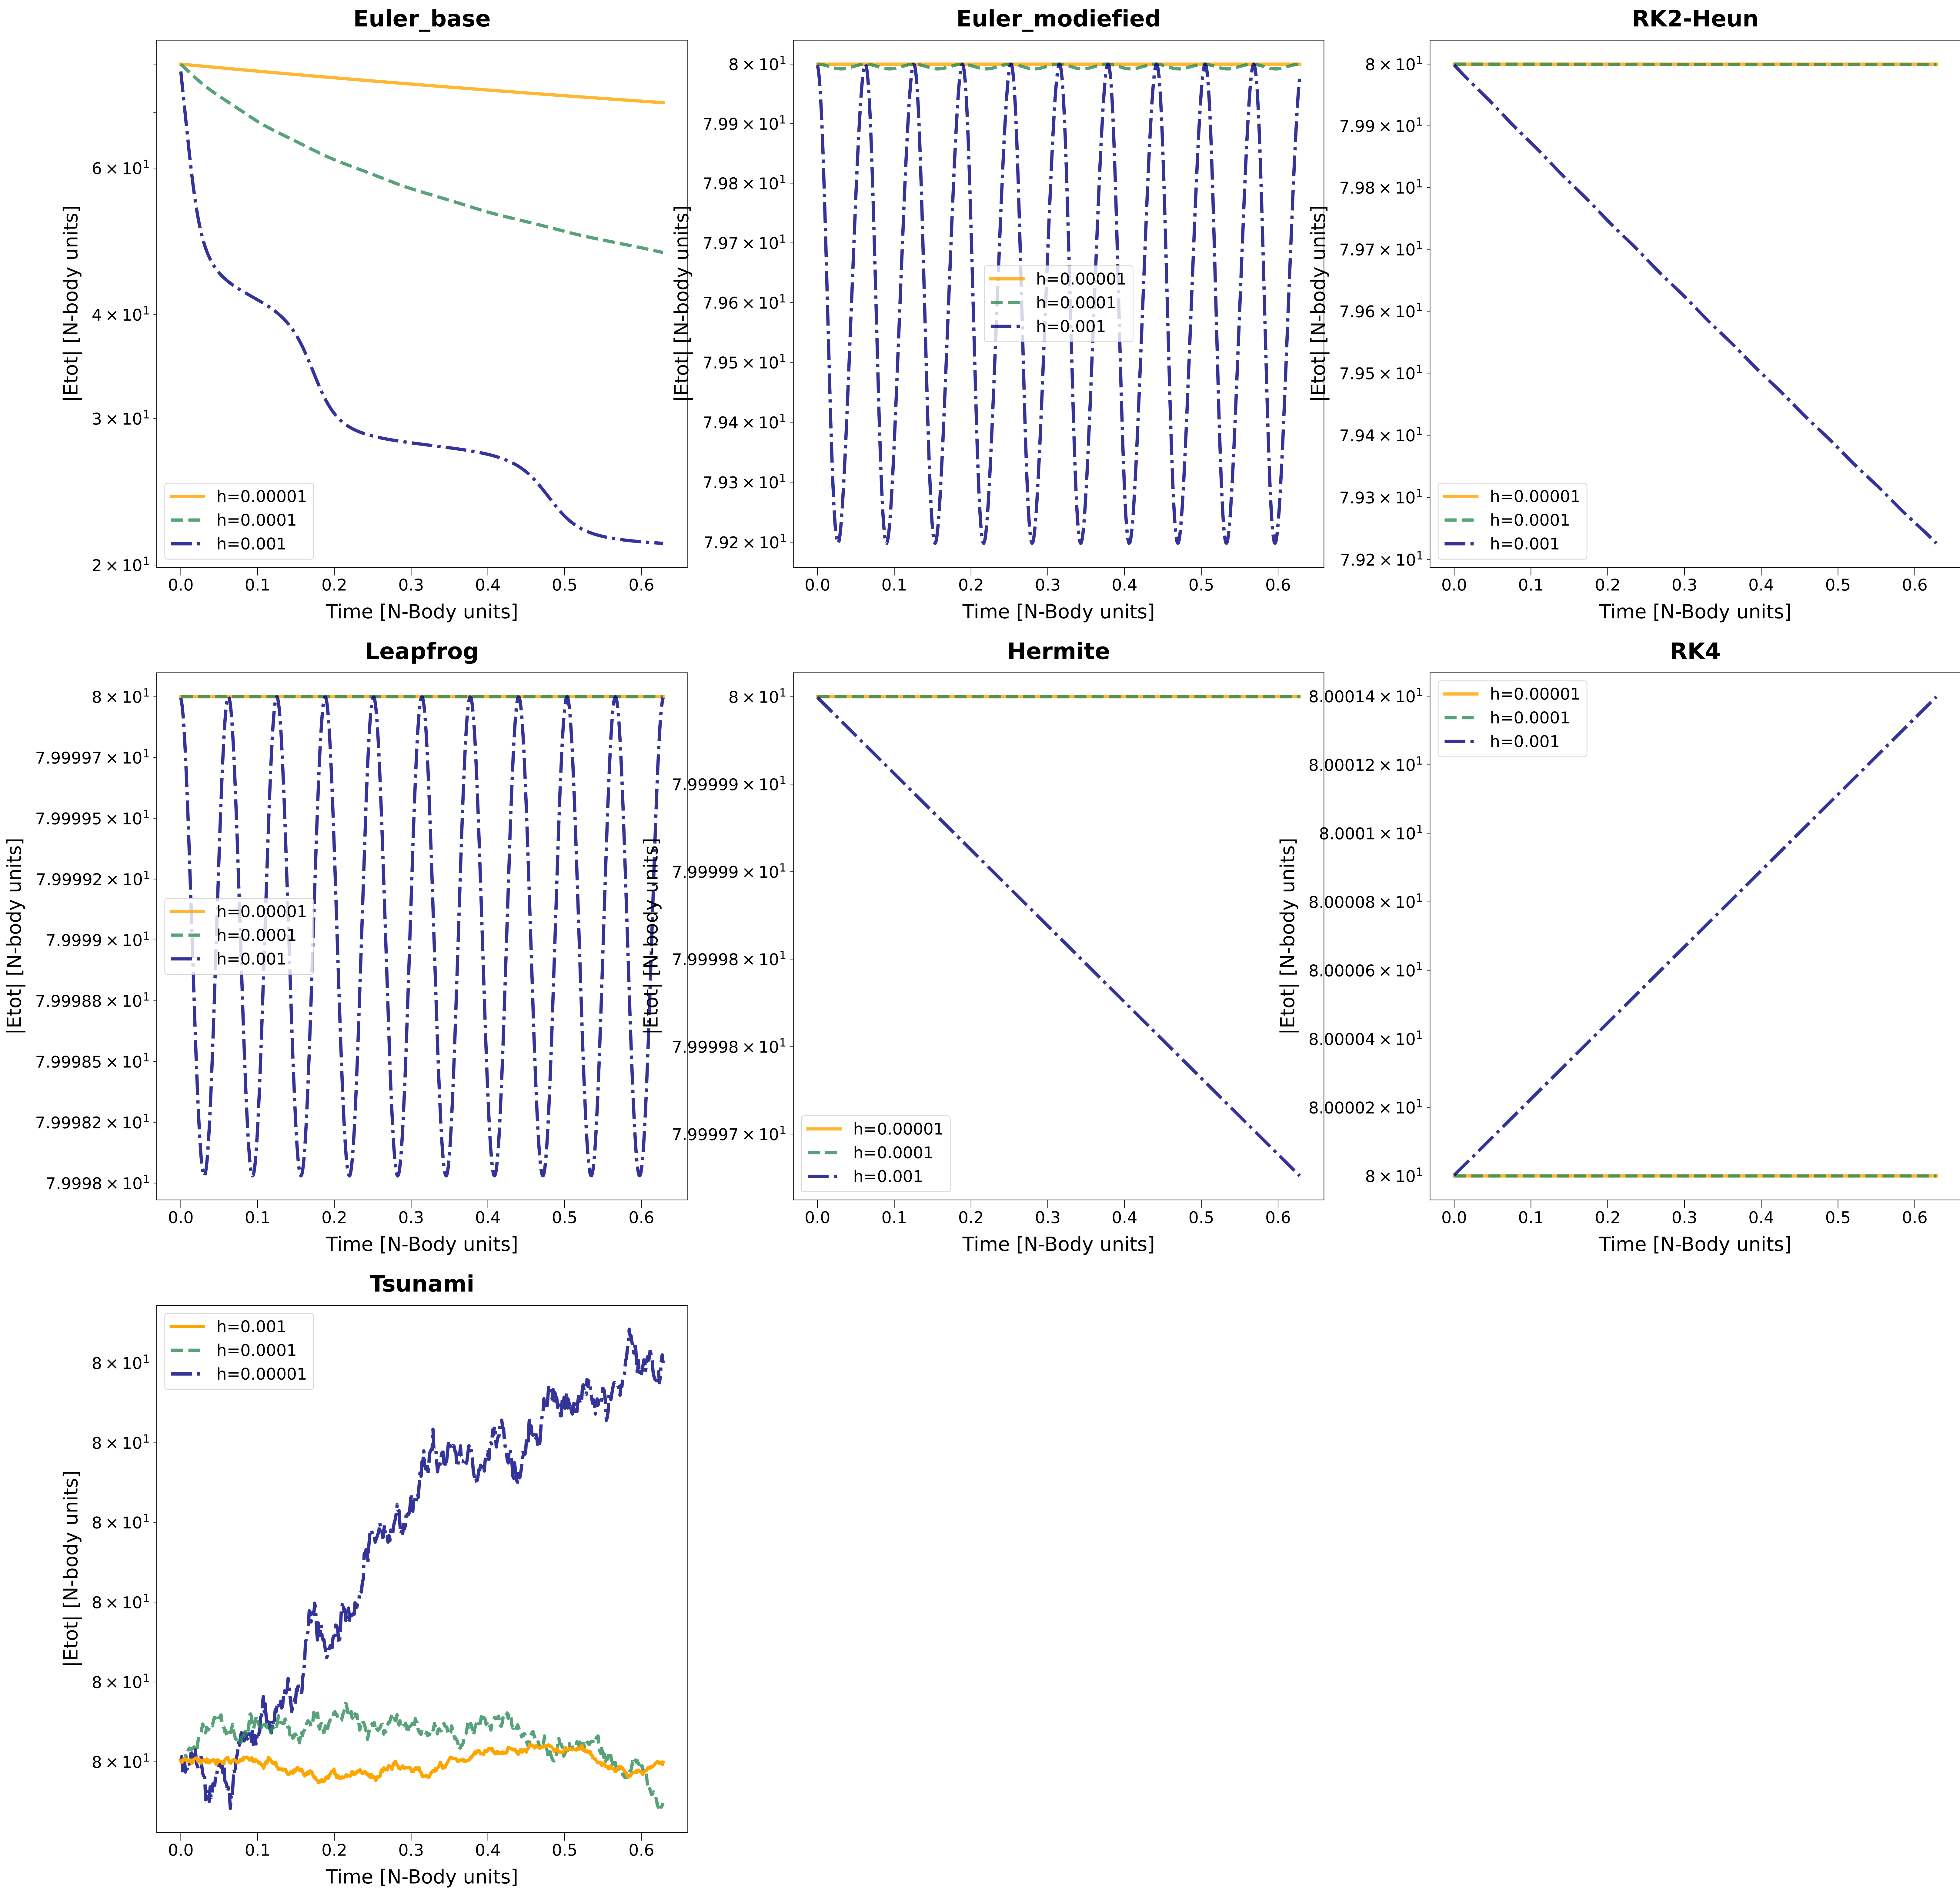 Euler_base
6 × 10¹
4 × 10¹
3 × 10¹
2 × 10¹
|Etot| [N-body units]
h=0.00001
h=0.0001
h=0.001
0.0 0.1 0.2 0.3 0.4 0.5 0.6
Time [N-Body units]
Euler_modiefied
8 × 10¹
7.99 × 10¹
7.98 × 10¹
7.97 × 10¹
7.96 × 10¹
7.95 × 10¹
7.94 × 10¹
7.93 × 10¹
7.92 × 10¹
|Etot| [N-body units]
h=0.00001
h=0.0001
h=0.001
0.0 0.1 0.2 0.3 0.4 0.5 0.6
Time [N-Body units]
RK2-Heun
8 × 10¹
7.99 × 10¹
7.98 × 10¹
7.97 × 10¹
7.96 × 10¹
7.95 × 10¹
7.94 × 10¹
7.93 × 10¹
7.92 × 10¹
|Etot| [N-body units]
h=0.00001
h=0.0001
h=0.001
0.0 0.1 0.2 0.3 0.4 0.5 0.6
Time [N-Body units]
Leapfrog
8 × 10¹
7.99997 × 10¹
7.99995 × 10¹
7.99992 × 10¹
7.9999 × 10¹
7.99988 × 10¹
7.99985 × 10¹
7.99982 × 10¹
7.9998 × 10¹
|Etot| [N-body units]
h=0.00001
h=0.0001
h=0.001
0.0 0.1 0.2 0.3 0.4 0.5 0.6
Time [N-Body units]
Hermite
8 × 10¹
7.999999 × 10¹
7.999999 × 10¹
7.999998 × 10¹
7.999998 × 10¹
7.999997 × 10¹
|Etot| [N-body units]
h=0.00001
h=0.0001
h=0.001
0.0 0.1 0.2 0.3 0.4 0.5 0.6
Time [N-Body units]
RK4
8.00014 × 10¹
8.00012 × 10¹
8.0001 × 10¹
8.00008 × 10¹
8.00006 × 10¹
8.00004 × 10¹
8.00002 × 10¹
8 × 10¹
|Etot| [N-body units]
h=0.00001
h=0.0001
h=0.001
0.0 0.1 0.2 0.3 0.4 0.5 0.6
Time [N-Body units]
Tsunami
8 × 10¹
8 × 10¹
8 × 10¹
8 × 10¹
8 × 10¹
8 × 10¹
|Etot| [N-body units]
h=0.001
h=0.0001
h=0.00001
0.0 0.1 0.2 0.3 0.4 0.5 0.6
Time [N-Body units]